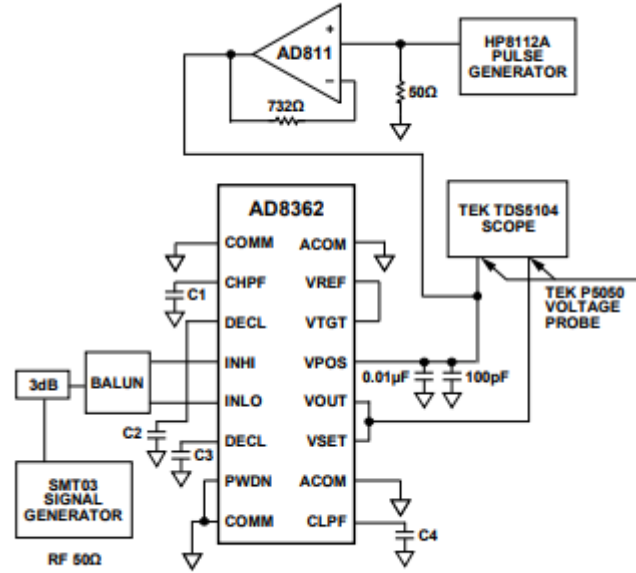 AD811
+
−
HP8112A
PULSE
GENERATOR
732Ω
50Ω
AD8362
TEK TDS5104
SCOPE
COMM
ACOM
CHPF
VREF
C1
DECL
VTGT
TEK P5050
VOLTAGE
PROBE
3dB
BALUN
INHI
VPOS
0.01µF
100pF
INLO
VOUT
C2
DECL
C3
VSET
SMT03
SIGNAL
GENERATOR
PWDN
ACOM
COMM
CLPF
C4
RF 50Ω